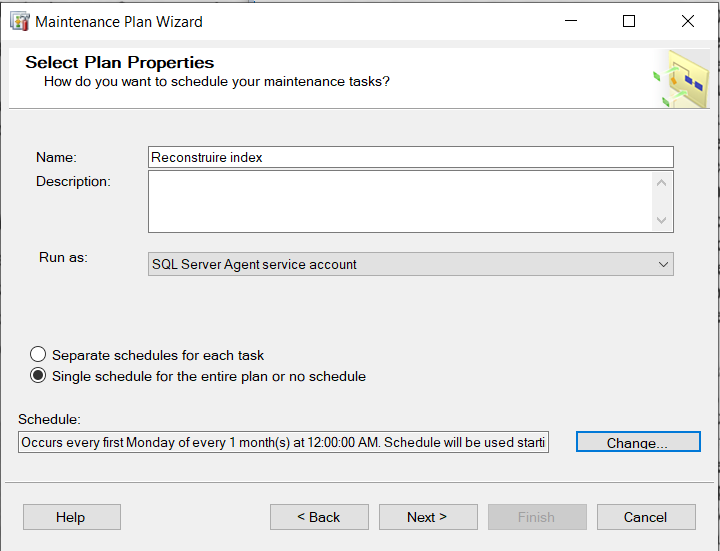 Maintenance Plan Wizard
Select Plan Properties
How do you want to schedule your maintenance tasks?
Name:
Reconstruire index
Description:
Run as:
SQL Server Agent service account
Separate schedules for each task
Single schedule for the entire plan or no schedule
Schedule:
Occurs every first Monday of every 1 month(s) at 12:00:00 AM. Schedule will be used starti
Change...
Help
< Back
Next >
Finish
Cancel